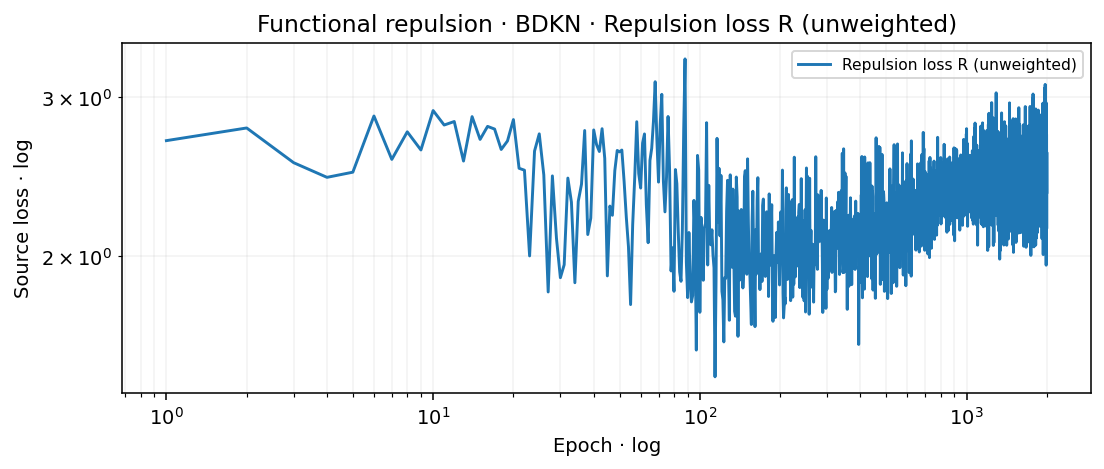 Functional repulsion · BDKN · Repulsion loss R (unweighted)
Repulsion loss R (unweighted)
Source loss · log
3 × 10⁰
2 × 10⁰
10⁰ 10¹ 10² 10³
Epoch · log